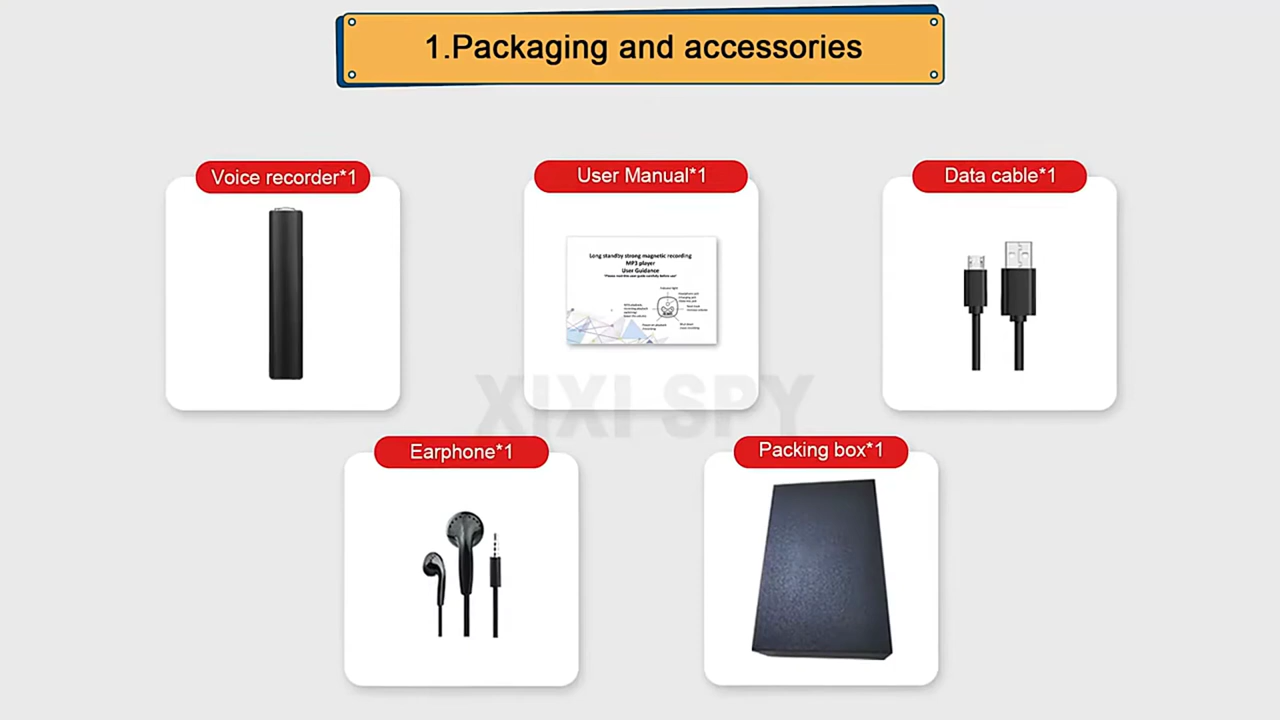 1.Packaging and accessories
Voice recorder*1
User Manual*1
Data cable*1
Long standby strong magnetic recording
MP3 player
User Guidance
XIXI SPY
Earphone*1
Packing box*1